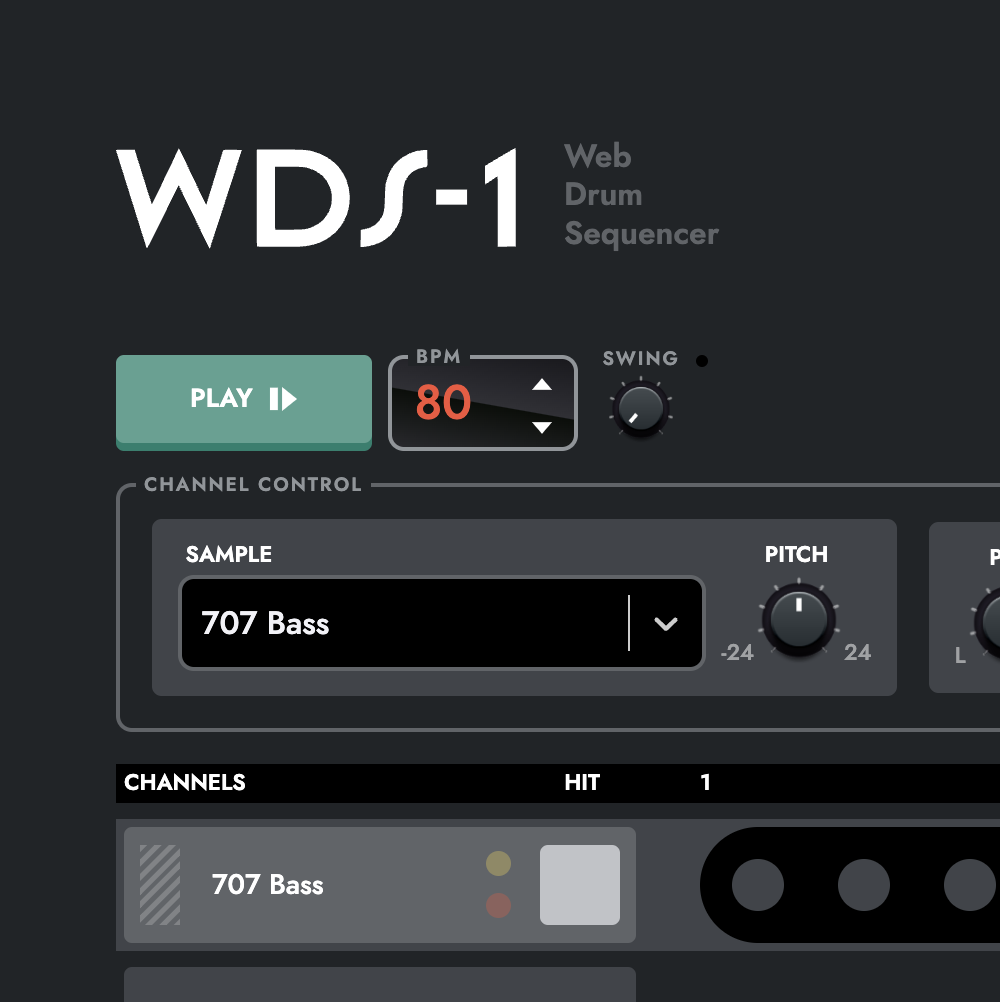 WDS-1
Web
Drum
Sequencer
PLAY
BPM
80
SWING
CHANNEL CONTROL
SAMPLE
707 Bass
PITCH
-24
24
P
L
CHANNELS
HIT
1
707 Bass